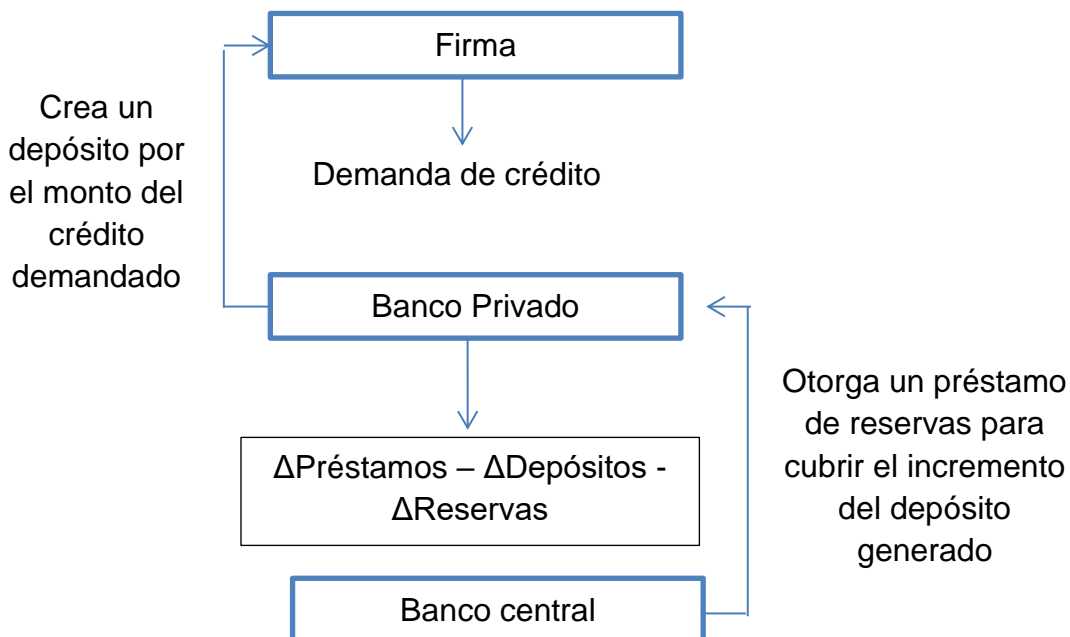 Firma
Crea un
depósito por
el monto del
crédito
demandado
Demanda de crédito
Banco Privado
Otorga un préstamo
de reservas para
cubrir el incremento
del depósito
generado
ΔPréstamos – ΔDepósitos -
ΔReservas
Banco central